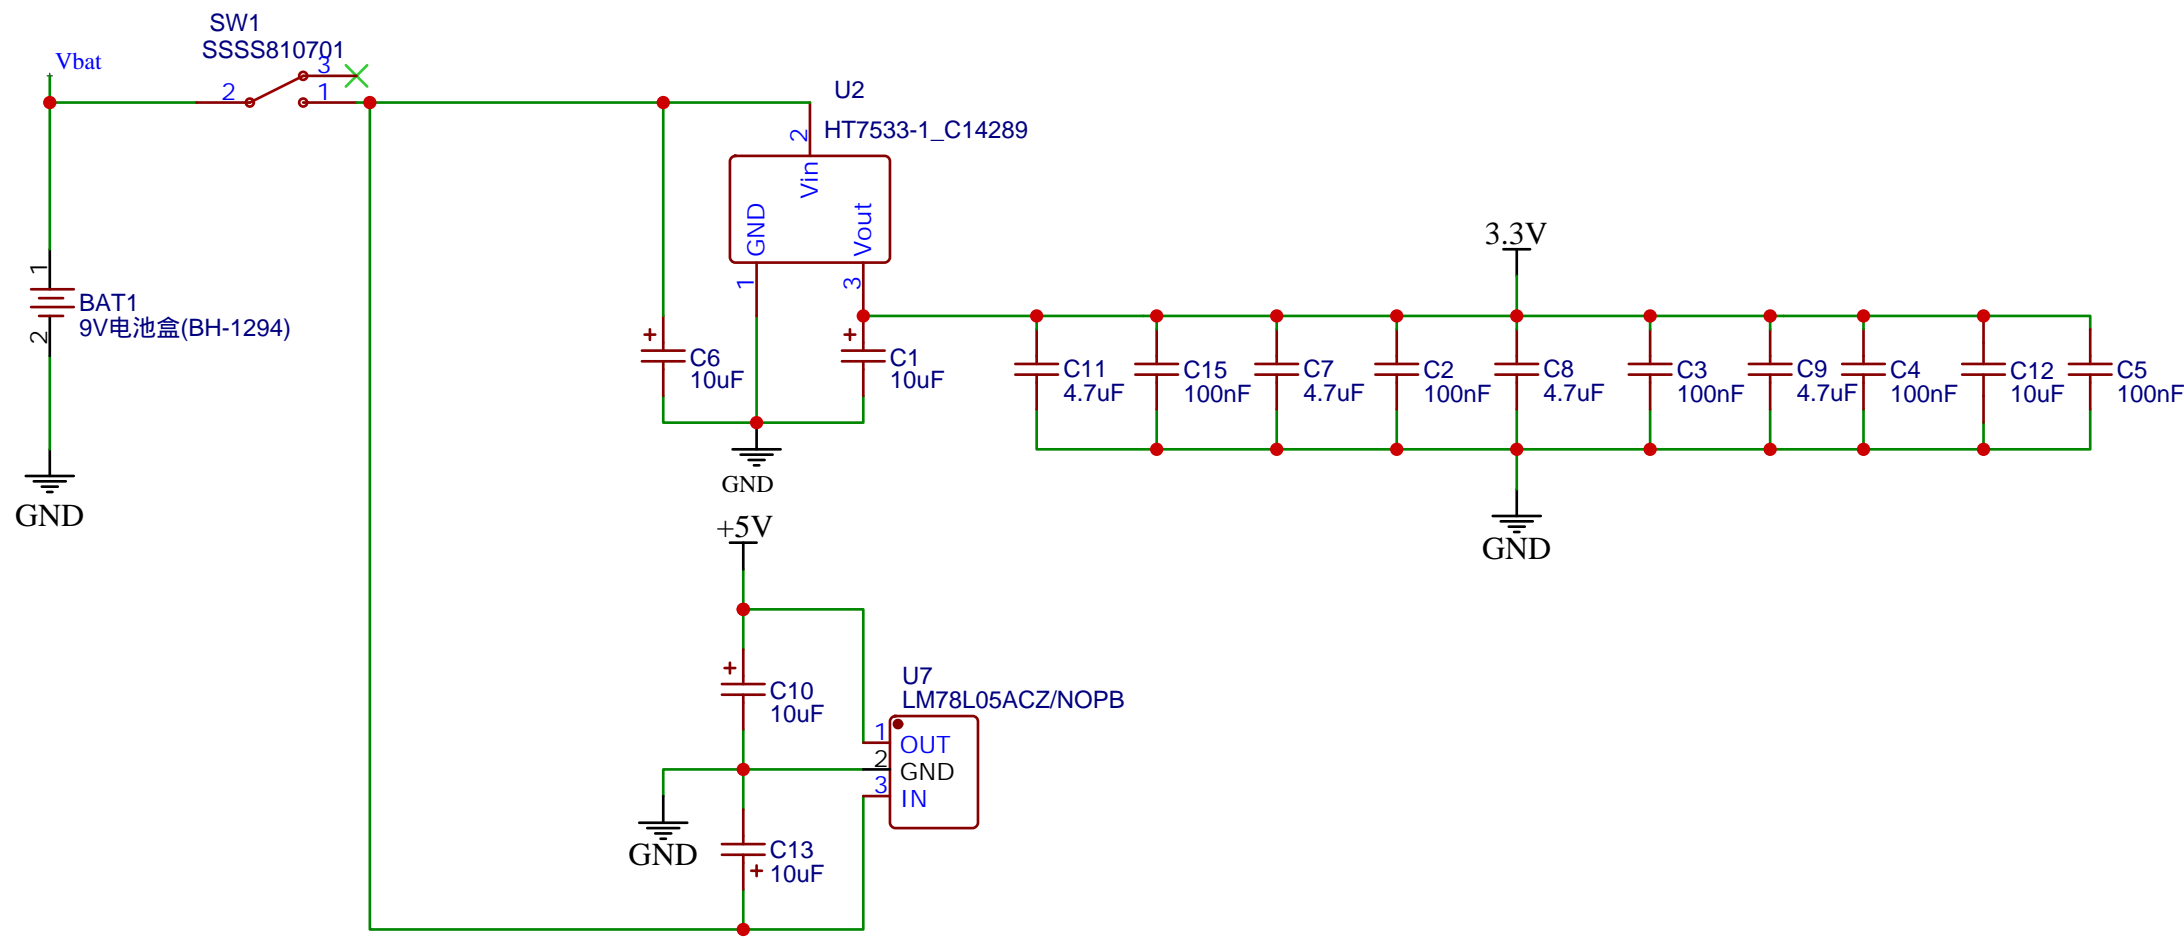 SW1
SSSS810701
Vbat
3
2
1
U2
HT7533-1_C14289
2
Vin
GND
Vout
1
3
3.3V
1
BAT1
9V电池盒(BH-1294)
2
+
C6
10uF
+
C1
10uF
C11
4.7uF
C15
100nF
C7
4.7uF
C2
100nF
C8
4.7uF
C3
100nF
C9
4.7uF
C4
100nF
C12
10uF
C5
100nF
GND
GND
GND
+5V
+
C10
10uF
U7
LM78L05ACZ/NOPB
1
OUT
2
GND
3
IN
GND
C13
+ 10uF